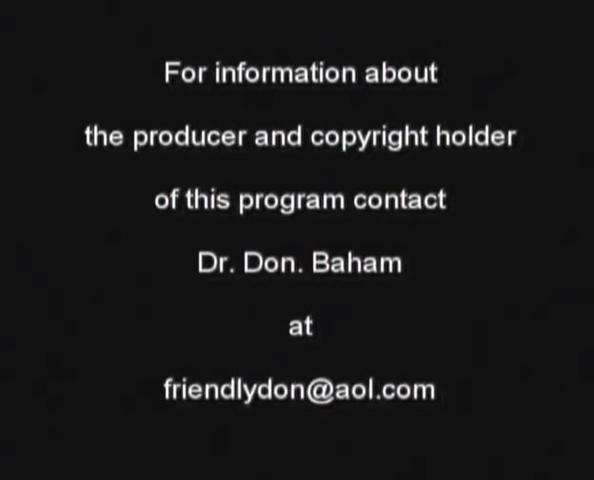 For information about
the producer and copyright holder
of this program contact
Dr. Don. Baham
at
friendlydon@aol.com